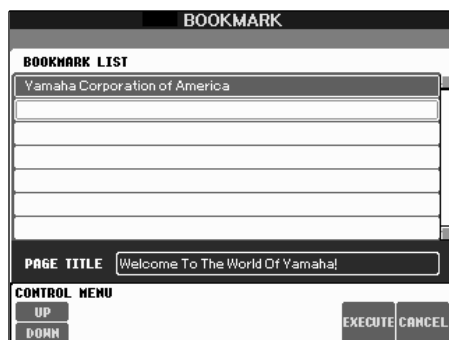 BOOKMARK
BOOKMARK LIST
Yamaha Corporation of America
PAGE TITLE Welcome To The World Of Yamaha!
CONTROL MENU
UP
DOWN
EXECUTE CANCEL